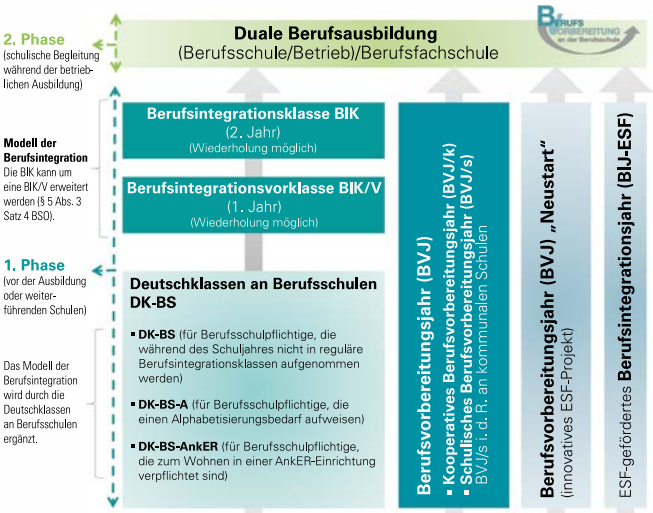 Duale Berufsausbildung
(Berufsschule/Betrieb)/Berufsfachschule
BERUFS
VORBEREITUNG
an der Berufsschule
2. Phase
(schulische Begleitung
während der betrieb-
lichen Ausbildung)
Modell der
Berufsintegration
Die BIK kann um
eine BIK/V erweitert
werden (§ 5 Abs. 3
Satz 4 BSO).
1. Phase
(vor der Ausbildung
oder weiter-
führenden Schulen)
Das Modell der
Berufsintegration
wird durch die
Deutschklassen
an Berufsschulen
ergänzt.
Berufsintegrationsklasse BIK
(2. Jahr)
(Wiederholung möglich)
Berufsintegrationsvorklasse BIK/V
(1. Jahr)
(Wiederholung möglich)
Deutschklassen an Berufsschulen
DK-BS
▪ DK-BS (für Berufsschulpflichtige, die
während des Schuljahres nicht in reguläre
Berufsintegrationsklassen aufgenommen
werden)
▪ DK-BS-A (für Berufsschulpflichtige, die
einen Alphabetisierungsbedarf aufweisen)
▪ DK-BS-AnkER (für Berufsschulpflichtige,
die zum Wohnen in einer AnkER-Einrichtung
verpflichtet sind)
Berufsvorbereitungsjahr (BVJ)
▪ Kooperatives Berufsvorbereitungsjahr (BVJ/k)
▪ Schulisches Berufsvorbereitungsjahr (BVJ/s)
BVJ/s i. d. R. an kommunalen Schulen
Berufsvorbereitungsjahr (BVJ) „Neustart“
(innovatives ESF-Projekt)
ESF-gefördertes Berufsintegrationsjahr (BIJ-ESF)